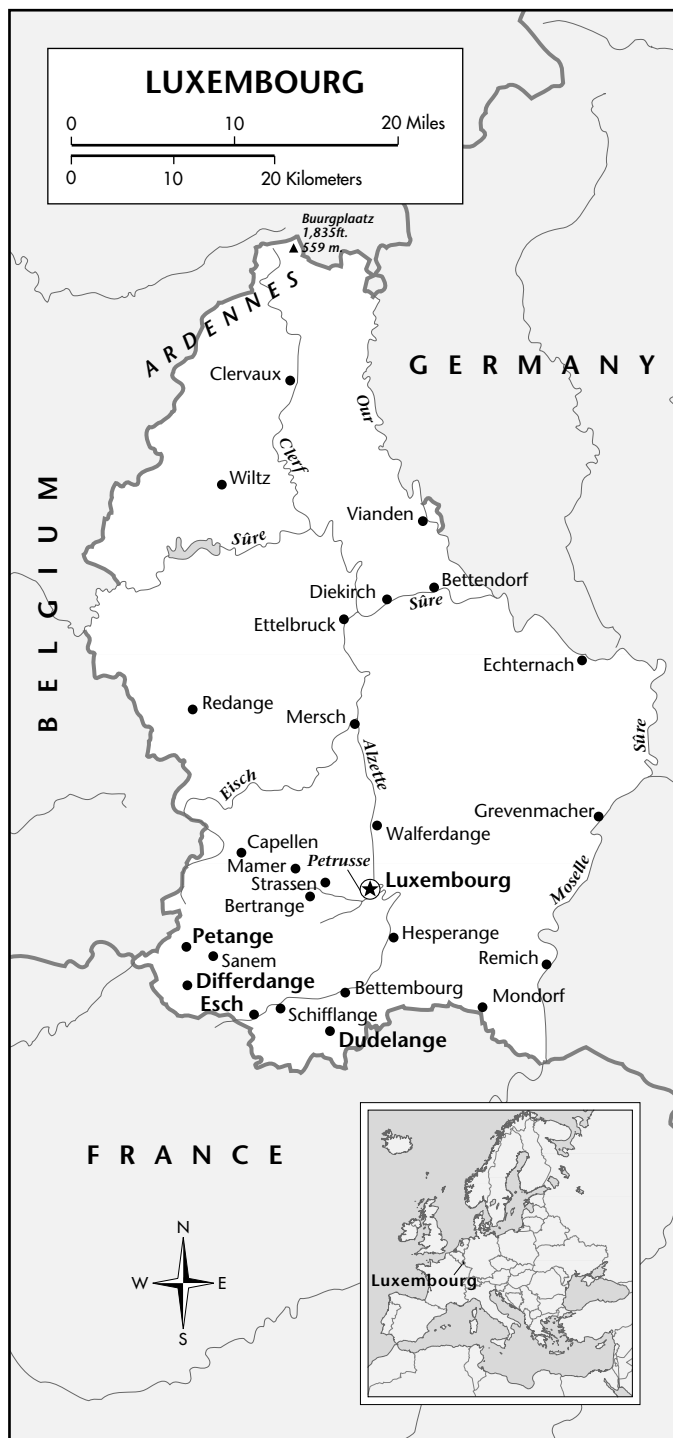 LUXEMBOURG
0 10 20 Miles
0 10 20 Kilometers
Buurgplaatz
1,835ft.
559 m.
ARDENNES
GERMANY
Clervaux
Our
Clerf
Wiltz
BELGIUM
Vianden
Sûre
Bettendorf
Diekirch
Sûre
Ettelbruck
Echternach
Redange
Mersch
Sûre
Alzette
Eisch
Grevenmacher
Walferdange
Capellen
Petrusse
Mamer
Moselle
Strassen
Luxembourg
Bertrange
Petange
Hesperange
Sanem
Remich
Differdange
Bettembourg
Esch
Mondorf
Schifflange
Dudelange
FRANCE
N
W E
S
Luxembourg